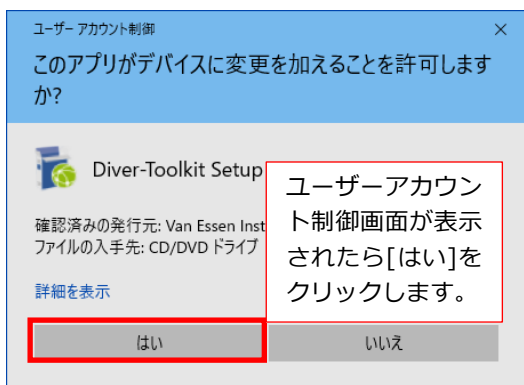 ユーザー アカウント制御
このアプリがデバイスに変更を加えることを許可します
か?
Diver-Toolkit Setup
ユーザーアカウン
ト制御画面が表示
されたら[はい]を
クリックします。
確認済みの発行元: Van Essen Inst
ファイルの入手先: CD/DVD ドライブ
詳細を表示
はい
いいえ